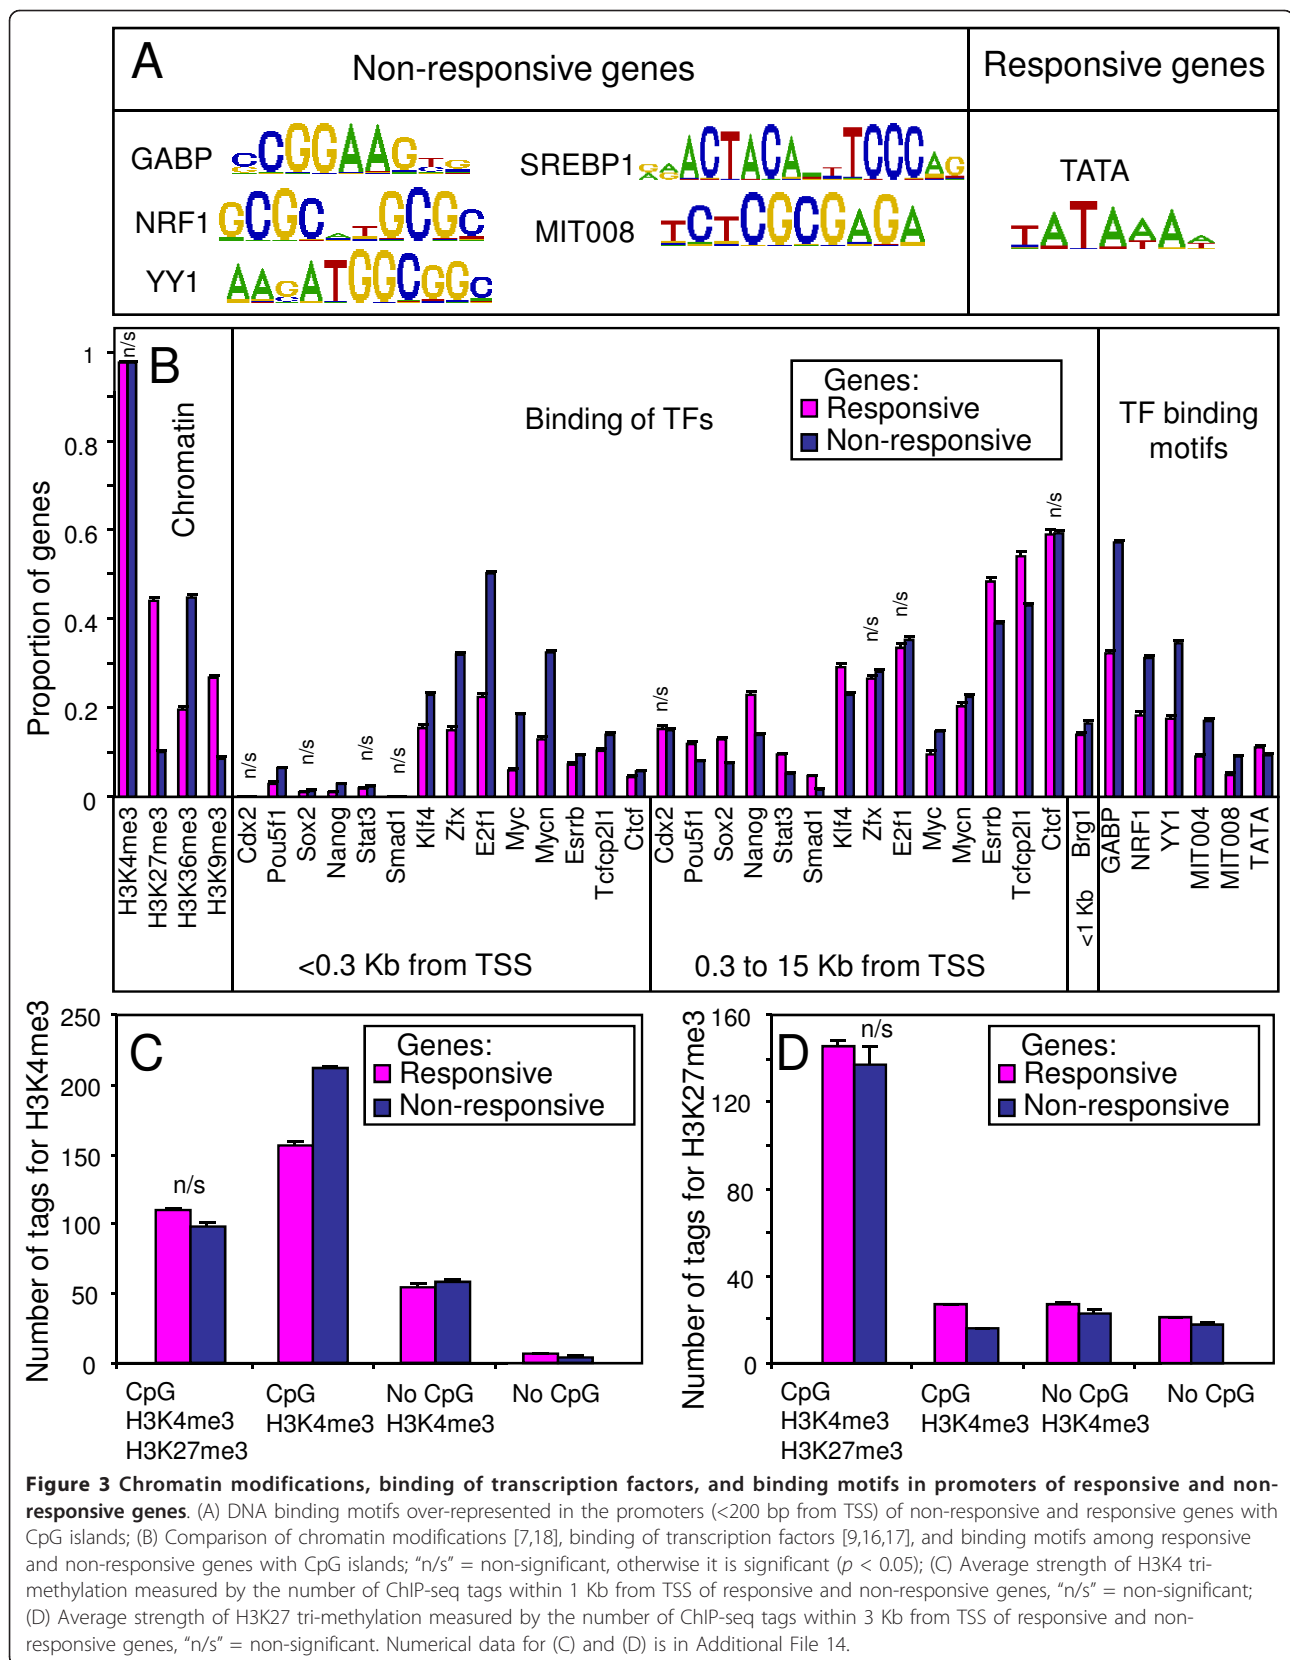 A
Non-responsive genes
Responsive genes
GABP
CCGGAAGTG
SREBP1
GAACTACAATTCCCAG
TATA
NRF1
GCGCATGCGC
MIT008
TCTCGCGAGA
TATAAAA
YY1
AAGATGGCGGC
B
Proportion of genes
1
0.8
0.6
0.4
0.2
0
Chromatin
Binding of TFs
Genes:
Responsive
Non-responsive
TF binding
motifs
n/s
n/s
n/s
n/s
n/s
n/s
n/s
n/s
n/s
H3K4me3
H3K27me3
H3K36me3
H3K9me3
Cdx2
Pou5f1
Sox2
Nanog
Stat3
Smad1
Klf4
Zfx
E2f1
Myc
Mycn
Esrrb
Tcfcp2l1
Ctcf
Cdx2
Pou5f1
Sox2
Nanog
Stat3
Smad1
Klf4
Zfx
E2f1
Myc
Mycn
Esrrb
Tcfcp2l1
Ctcf
Brg1
GABP
NRF1
YY1
MIT004
MIT008
TATA
<0.3 Kb from TSS
0.3 to 15 Kb from TSS
<1 Kb
C
Number of tags for H3K4me3
250
200
150
100
50
0
Genes:
Responsive
Non-responsive
n/s
CpG
H3K4me3
H3K27me3
CpG
H3K4me3
No CpG
H3K4me3
No CpG
D
Number of tags for H3K27me3
160
120
80
40
0
n/s
Genes:
Responsive
Non-responsive
CpG
H3K4me3
H3K27me3
CpG
H3K4me3
No CpG
H3K4me3
No CpG
Figure 3 Chromatin modifications, binding of transcription factors, and binding motifs in promoters of responsive and non-
responsive genes. (A) DNA binding motifs over-represented in the promoters (<200 bp from TSS) of non-responsive and responsive genes with
CpG islands; (B) Comparison of chromatin modifications [7,18], binding of transcription factors [9,16,17], and binding motifs among responsive
and non-responsive genes with CpG islands; “n/s” = non-significant, otherwise it is significant (p < 0.05); (C) Average strength of H3K4 tri-
methylation measured by the number of ChIP-seq tags within 1 Kb from TSS of responsive and non-responsive genes, “n/s” = non-significant;
(D) Average strength of H3K27 tri-methylation measured by the number of ChIP-seq tags within 3 Kb from TSS of responsive and non-
responsive genes, “n/s” = non-significant. Numerical data for (C) and (D) is in Additional File 14.